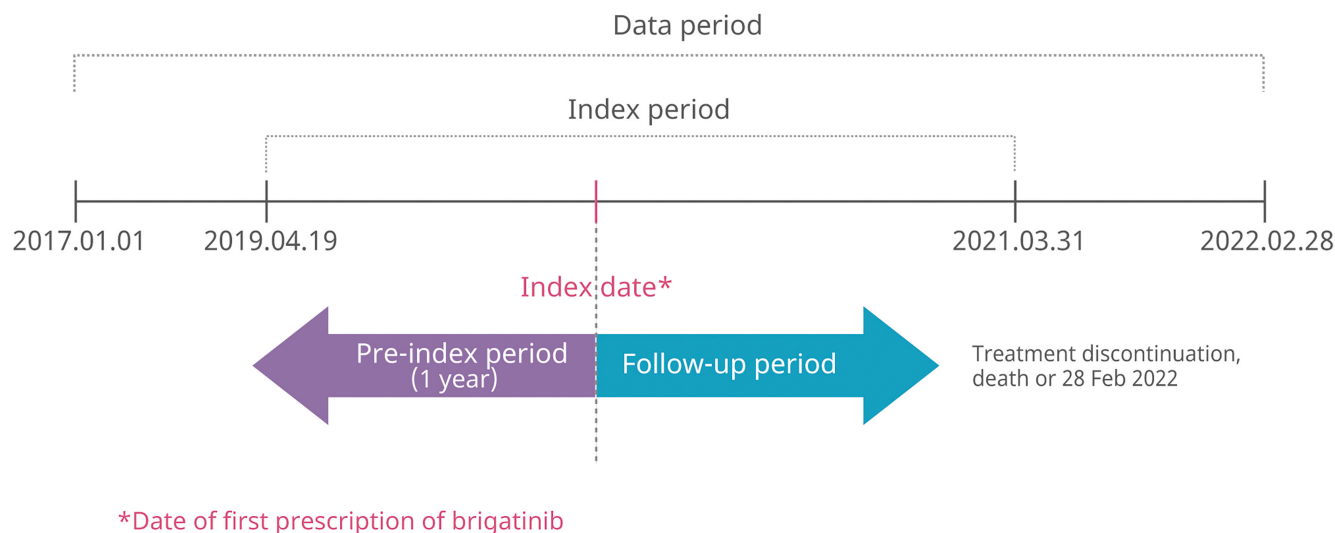 Data period
Index period
2017.01.01
2019.04.19
2021.03.31
2022.02.28
Index date*
Pre-index period
(1 year)
Follow-up period
Treatment discontinuation,
death or 28 Feb 2022
*Date of first prescription of brigatinib